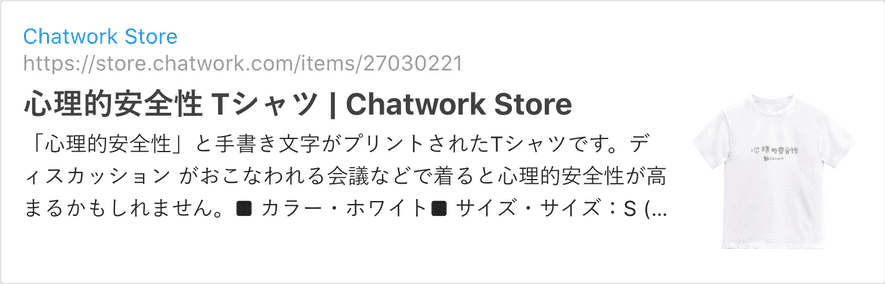 Chatwork Store
https://store.chatwork.com/items/27030221
心理的安全性 Tシャツ | Chatwork Store
「心理的安全性」と手書き文字がプリントされたTシャツです。デ
ィスカッション がおこなわれる会議などで着ると心理的安全性が高
まるかもしれません。■ カラー・ホワイト■ サイズ・サイズ：S (...
心理的安全性